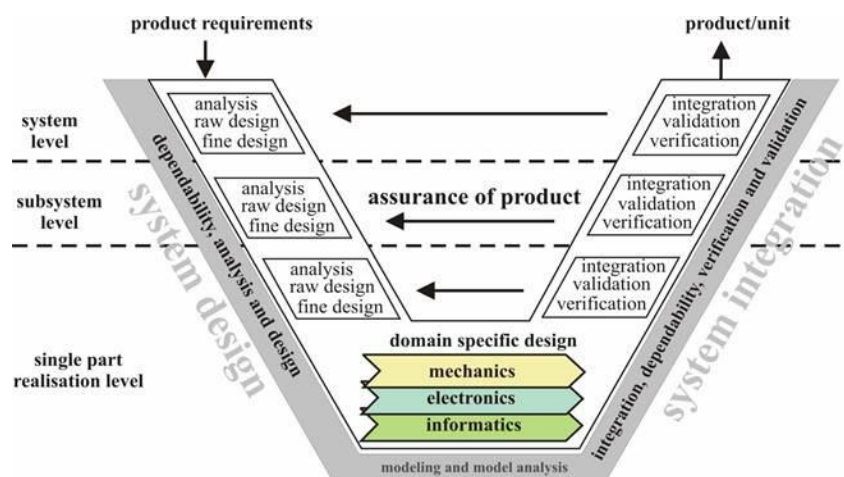 product requirements
product/unit
system
level
analysis
raw design
fine design
integration
validation
verification
subsystem
level
analysis
raw design
fine design
assurance of product
integration
validation
verification
single part
realisation level
analysis
raw design
fine design
integration
validation
verification
dependability, analysis and design
system design
integration, dependability, verification and validation
system integration
domain specific design
mechanics
electronics
informatics
modeling and model analysis